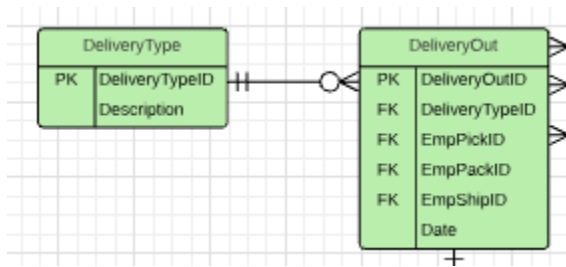 DeliveryType
PK DeliveryTypeID
Description
DeliveryOut
PK DeliveryOutID
FK DeliveryTypeID
FK EmpPickID
FK EmpPackID
FK EmpShipID
Date